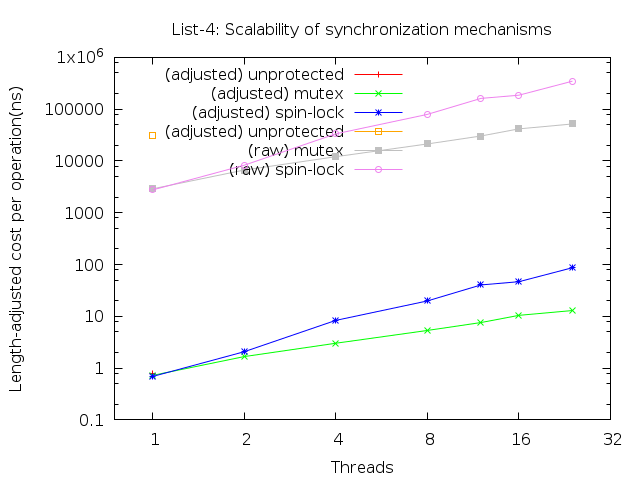 List-4: Scalability of synchronization mechanisms
Length-adjusted cost per operation(ns)
1x10^6
100000
10000
1000
100
10
1
0.1
(adjusted) unprotected
(adjusted) mutex
(adjusted) spin-lock
(adjusted) unprotected
(raw) mutex
(raw) spin-lock
1 2 4 8 16 32
Threads